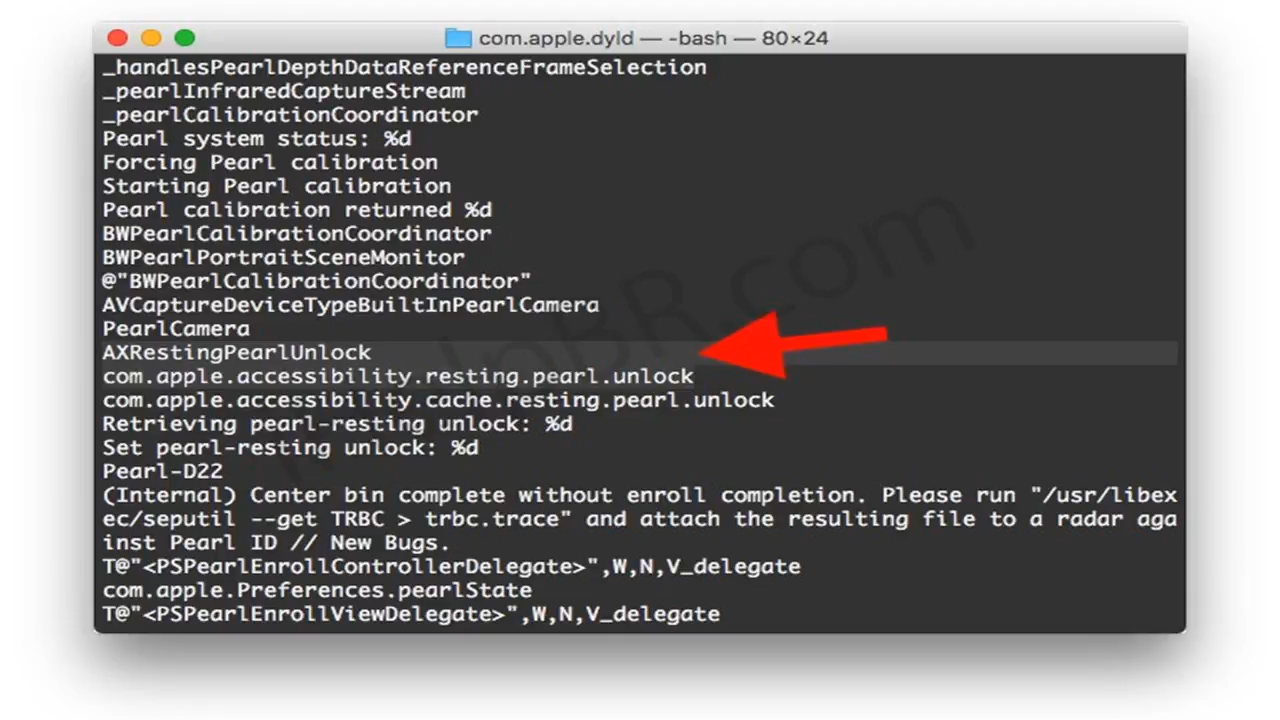 com.apple.dyld — -bash — 80×24
_handlesPearlDepthDataReferenceFrameSelection
_pearlInfraredCaptureStream
_pearlCalibrationCoordinator
Pearl system status: %d
Forcing Pearl calibration
Starting Pearl calibration
Pearl calibration returned %d
BWPearlCalibrationCoordinator
BWPearlPortraitSceneMonitor
@"BWPearlCalibrationCoordinator"
AVCaptureDeviceTypeBuiltInPearlCamera
PearlCamera
AXRestingPearlUnlock
com.apple.accessibility.resting.pearl.unlock
com.apple.accessibility.cache.resting.pearl.unlock
Retrieving pearl-resting unlock: %d
Set pearl-resting unlock: %d
Pearl-D22
(Internal) Center bin complete without enroll completion. Please run "/usr/libex
ec/seputil --get TRBC > trbc.trace" and attach the resulting file to a radar aga
inst Pearl ID // New Bugs.
T@"<PSPearlEnrollControllerDelegate>",W,N,V_delegate
com.apple.Preferences.pearlState
T@"<PSPearlEnrollViewDelegate>",W,N,V_delegate